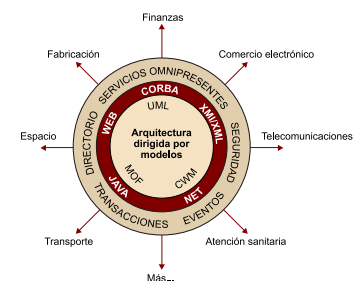 Finanzas
Fabricación
Comercio electrónico
SERVICIOS OMNIPRESENTES
CORBA
UML
WEB
XMI/XML
DIRECTORIO
SEGURIDAD
Espacio
Arquitectura
dirigida por
modelos
Telecomunicaciones
MOF
CWM
JAVA
NET
TRANSACCIONES
EVENTOS
Transporte
Atención sanitaria
Más...